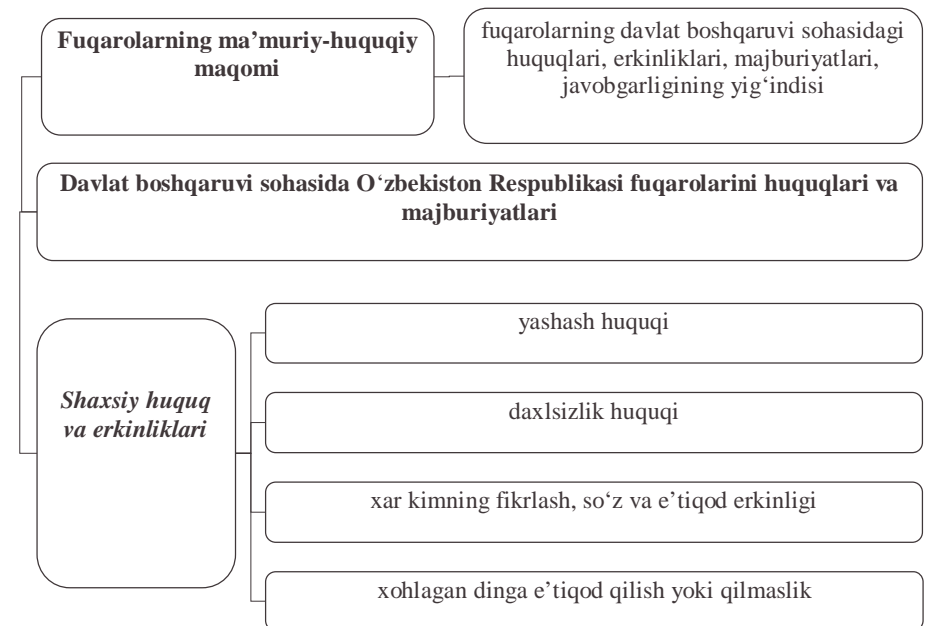 Fuqarolarning ma’muriy-huquqiy
maqomi
fuqarolarning davlat boshqaruvi sohasidagi
huquqlari, erkinliklari, majburiyatlari,
javobgarligining yig‘indisi
Davlat boshqaruvi sohasida O‘zbekiston Respublikasi fuqarolarini huquqlari va
majburiyatlari
Shaxsiy huquq
va erkinliklari
yashash huquqi
daxlsizlik huquqi
xar kimning fikrlash, so‘z va e’tiqod erkinligi
xohlagan dinga e’tiqod qilish yoki qilmaslik